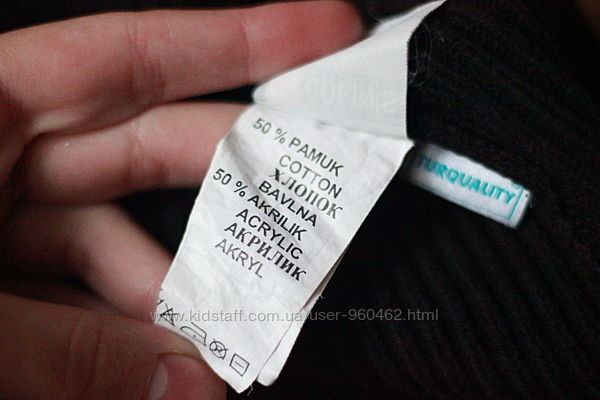 50 % PAMUK
COTTON
ХЛОПОК
BAVLNA
50 % AKRILIK
ACRYLIC
АКРИЛИК
AKRYL
TURQUALITY
www.kidstaff.com.ua/user-960462.html